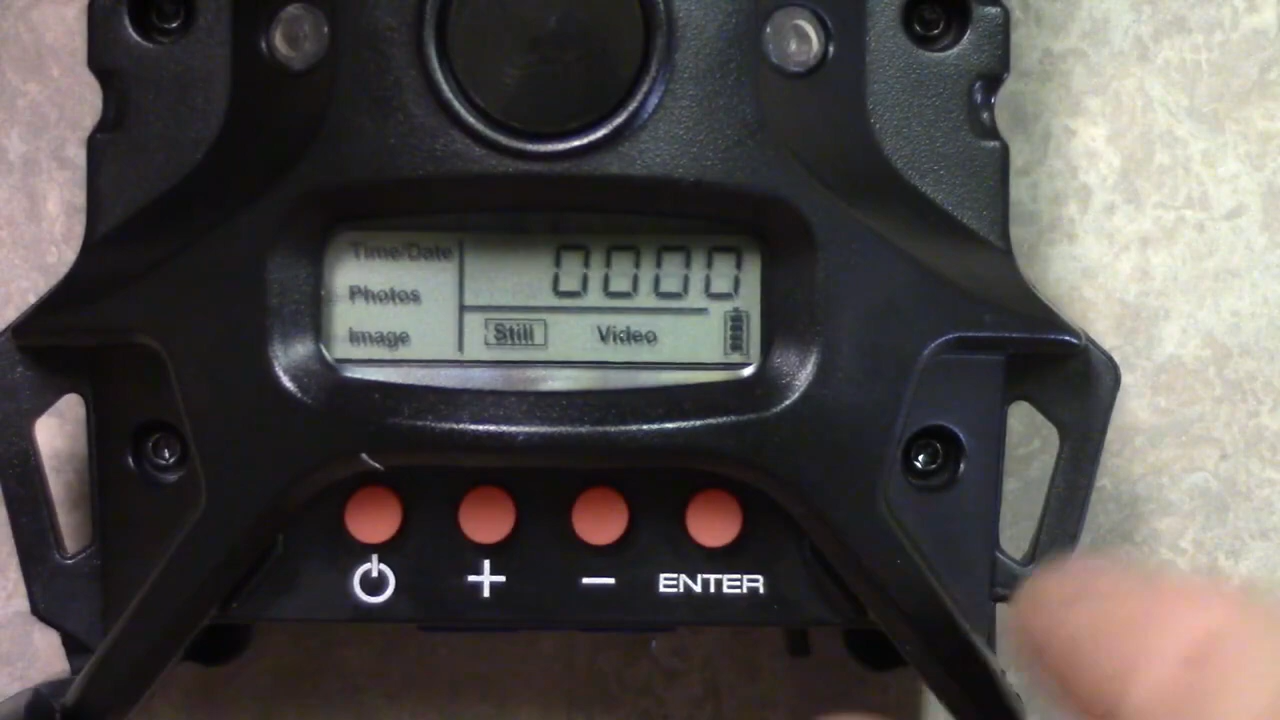 Time/Date 0000
Photos
Image Still Video
+ − ENTER